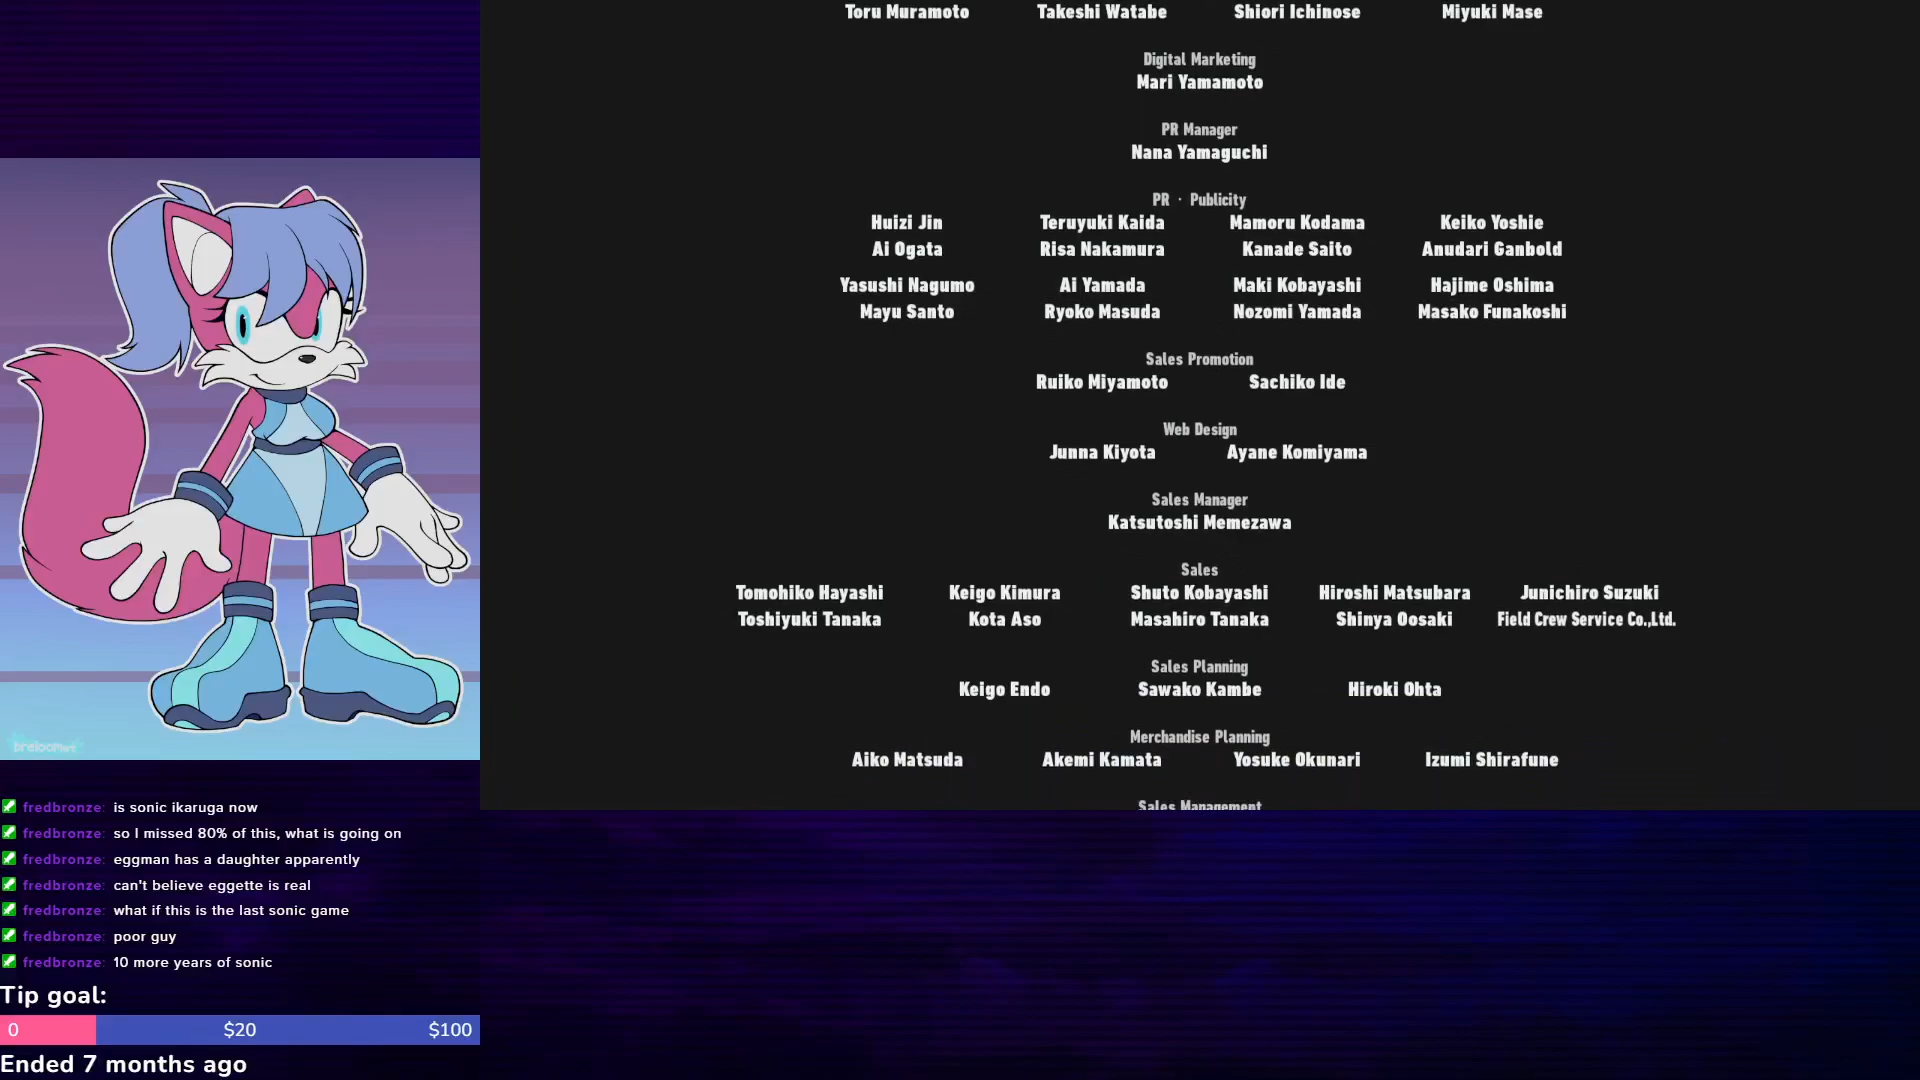 Toru Muramoto Takeshi Watabe Shiori Ichinose Miyuki Mase
Digital Marketing
Mari Yamamoto
PR Manager
Nana Yamaguchi
PR · Publicity
Huizi Jin Teruyuki Kaida Mamoru Kodama Keiko Yoshie
Ai Ogata Risa Nakamura Kanade Saito Anudari Ganbold
Yasushi Nagumo Ai Yamada Maki Kobayashi Hajime Oshima
Mayu Santo Ryoko Masuda Nozomi Yamada Masako Funakoshi
Sales Promotion
Ruiko Miyamoto Sachiko Ide
Web Design
Junna Kiyota Ayane Komiyama
Sales Manager
Katsutoshi Memezawa
Sales
Tomohiko Hayashi Keigo Kimura Shuto Kobayashi Hiroshi Matsubara Junichiro Suzuki
Toshiyuki Tanaka Kota Aso Masahiro Tanaka Shinya Oosaki Field Crew Service Co.,Ltd.
Sales Planning
Keigo Endo Sawako Kambe Hiroki Ohta
Merchandise Planning
Aiko Matsuda Akemi Kamata Yosuke Okunari Izumi Shirafune
Sales Management
fredbronze: is sonic ikaruga now
fredbronze: so I missed 80% of this, what is going on
fredbronze: eggman has a daughter apparently
fredbronze: can't believe eggette is real
fredbronze: what if this is the last sonic game
fredbronze: poor guy
fredbronze: 10 more years of sonic
Tip goal:
0 $20 $100
Ended 7 months ago